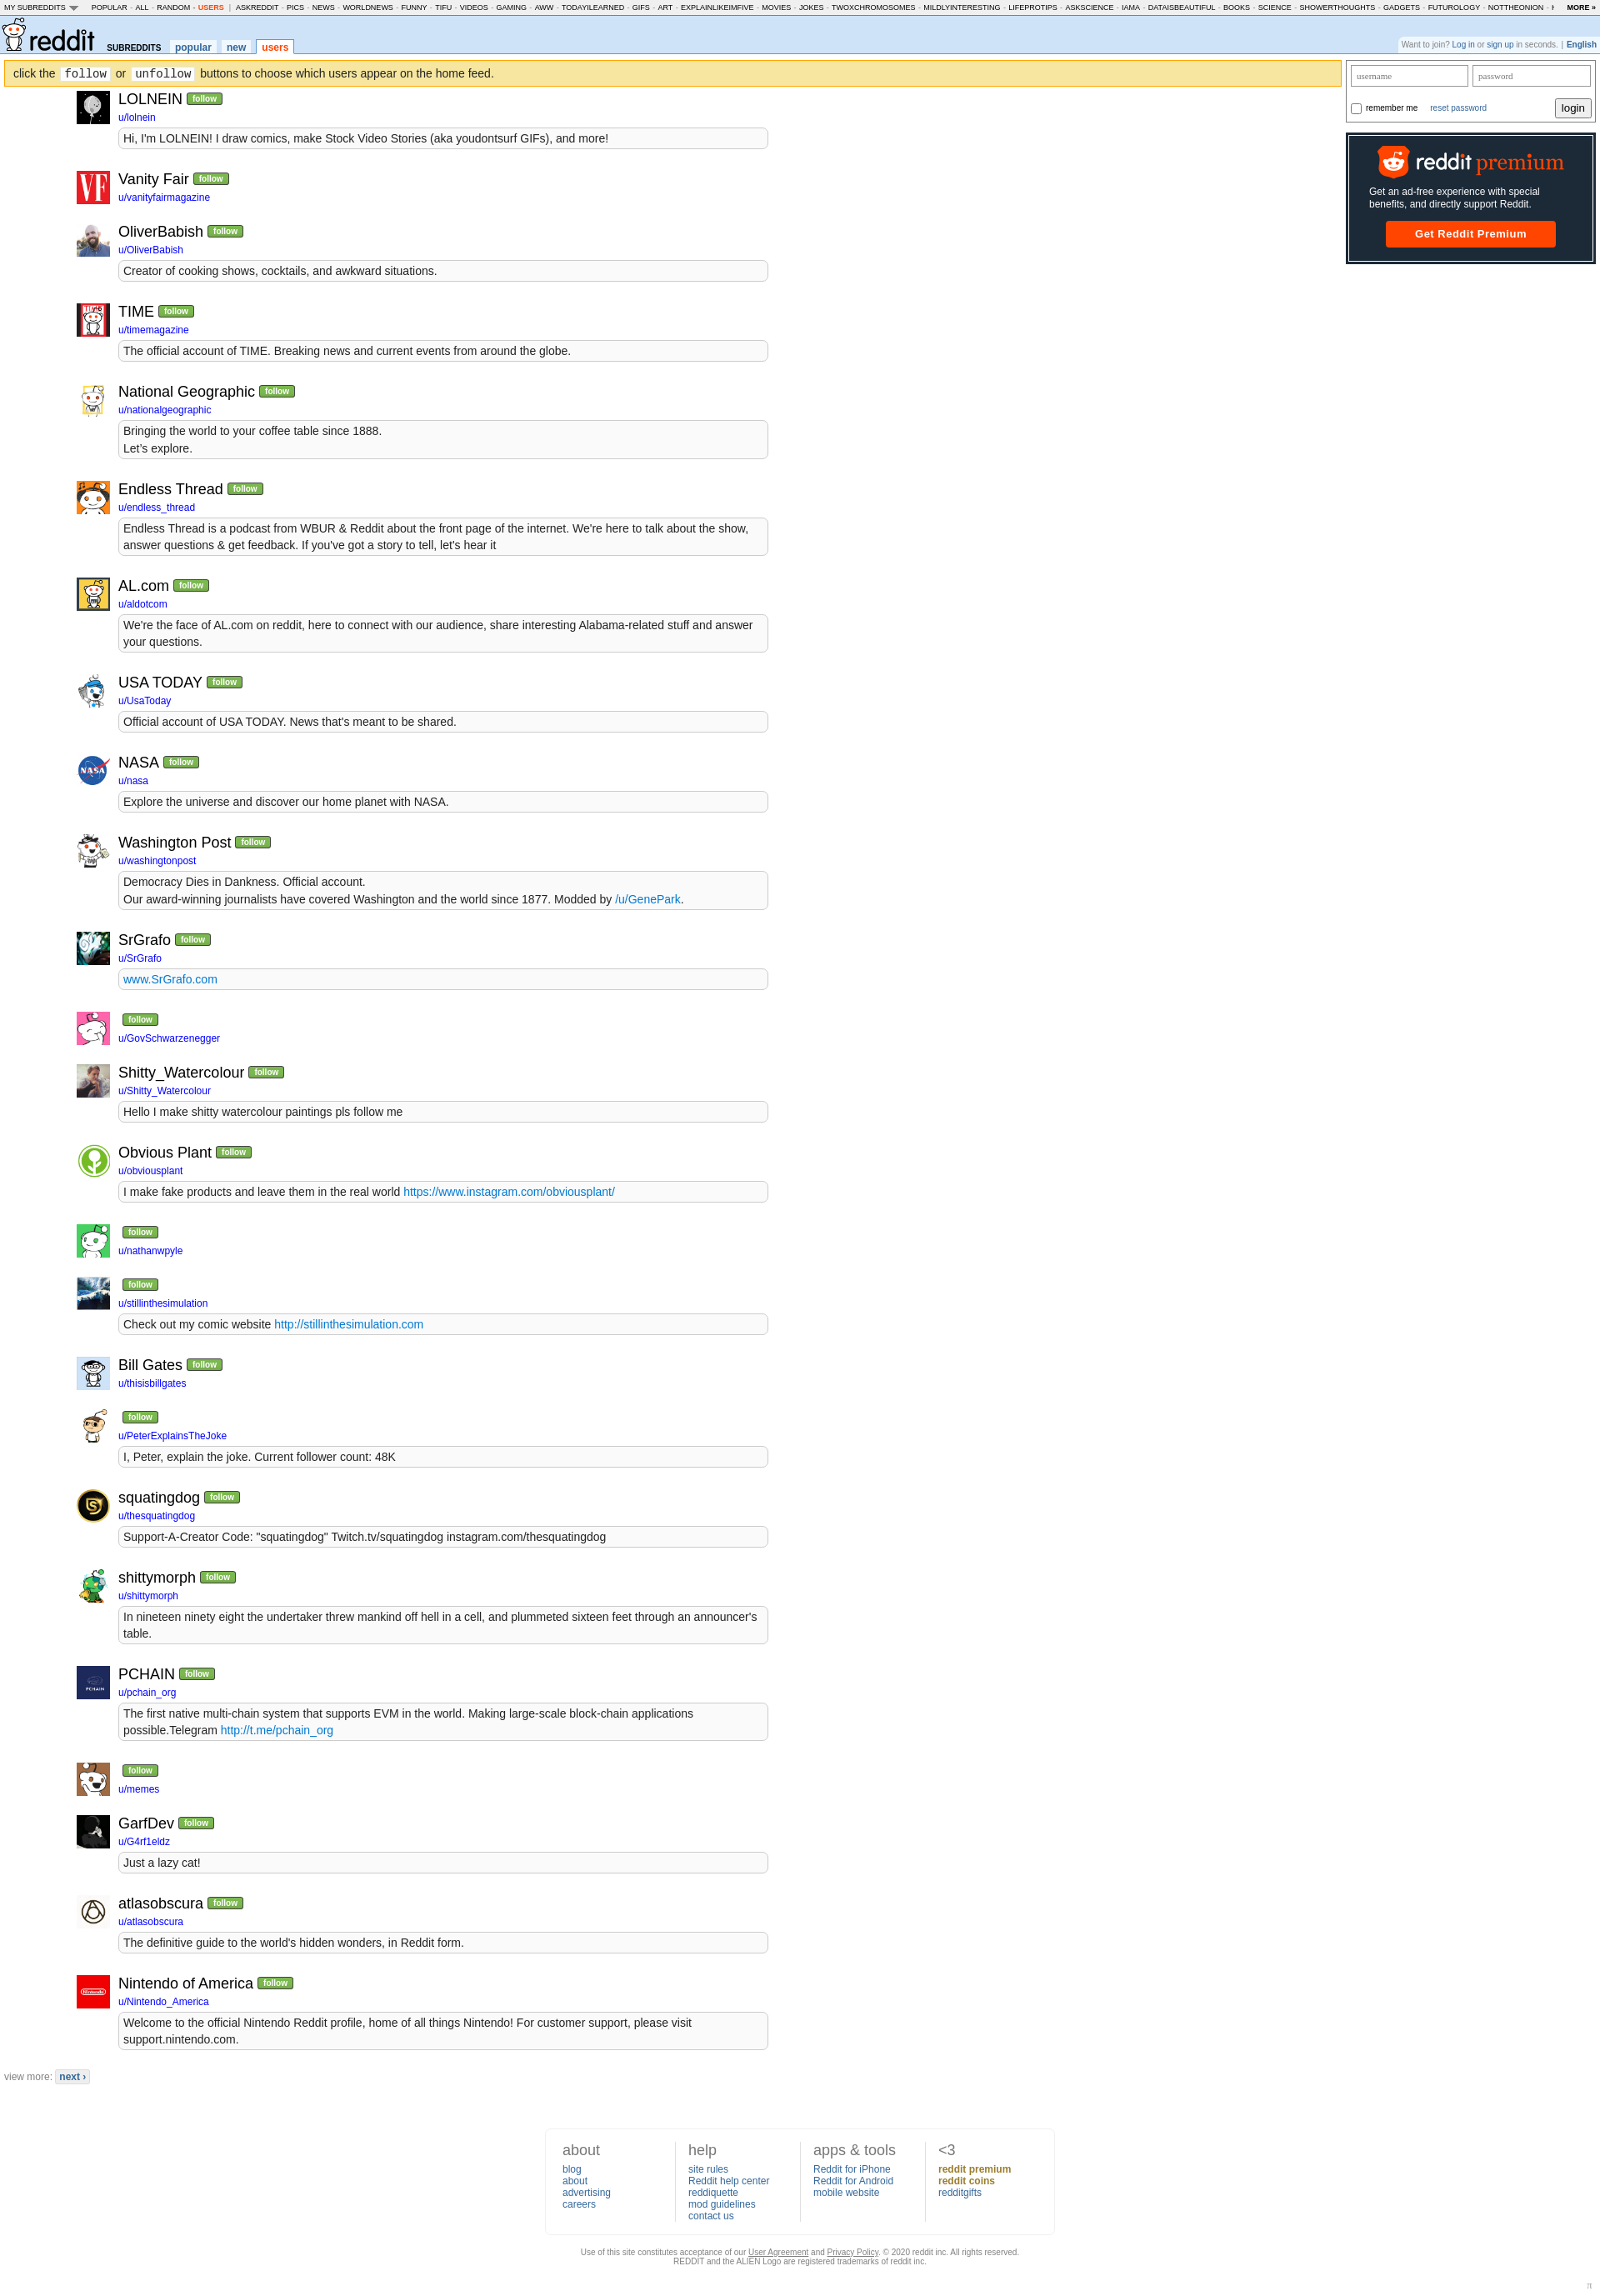 MY SUBREDDITS POPULAR - ALL - RANDOM - USERS | ASKREDDIT - PICS - NEWS - WORLDNEWS - FUNNY - TIFU - VIDEOS - GAMING - AWW - TODAYILEARNED - GIFS - ART - EXPLAINLIKEIMFIVE - MOVIES - JOKES - TWOXCHROMOSOMES - MILDLYINTERESTING - LIFEPROTIPS - ASKSCIENCE - IAMA - DATAISBEAUTIFUL - BOOKS - SCIENCE - SHOWERTHOUGHTS - GADGETS - FUTUROLOGY - NOTTHEONION - MORE »
reddit SUBREDDITS popular new users
Want to join? Log in or sign up in seconds. | English
click the follow or unfollow buttons to choose which users appear on the home feed.
username password
remember me reset password login
reddit premium
Get an ad-free experience with special
benefits, and directly support Reddit.
Get Reddit Premium
LOLNEIN follow
u/lolnein
Hi, I'm LOLNEIN! I draw comics, make Stock Video Stories (aka youdontsurf GIFs), and more!
VF
Vanity Fair follow
u/vanityfairmagazine
OliverBabish follow
u/OliverBabish
Creator of cooking shows, cocktails, and awkward situations.
TIME follow
u/timemagazine
The official account of TIME. Breaking news and current events from around the globe.
National Geographic follow
u/nationalgeographic
Bringing the world to your coffee table since 1888.
Let’s explore.
Endless Thread follow
u/endless_thread
Endless Thread is a podcast from WBUR & Reddit about the front page of the internet. We're here to talk about the show,
answer questions & get feedback. If you've got a story to tell, let's hear it
AL.com follow
u/aldotcom
We're the face of AL.com on reddit, here to connect with our audience, share interesting Alabama-related stuff and answer
your questions.
USA TODAY follow
u/UsaToday
Official account of USA TODAY. News that's meant to be shared.
NASA
NASA follow
u/nasa
Explore the universe and discover our home planet with NASA.
Washington Post follow
u/washingtonpost
Democracy Dies in Dankness. Official account.
Our award-winning journalists have covered Washington and the world since 1877. Modded by /u/GenePark.
SrGrafo follow
u/SrGrafo
www.SrGrafo.com
follow
u/GovSchwarzenegger
Shitty_Watercolour follow
u/Shitty_Watercolour
Hello I make shitty watercolour paintings pls follow me
Obvious Plant follow
u/obviousplant
I make fake products and leave them in the real world https://www.instagram.com/obviousplant/
follow
u/nathanwpyle
follow
u/stillinthesimulation
Check out my comic website http://stillinthesimulation.com
Bill Gates follow
u/thisisbillgates
follow
u/PeterExplainsTheJoke
I, Peter, explain the joke. Current follower count: 48K
squatingdog follow
u/thesquatingdog
Support-A-Creator Code: "squatingdog" Twitch.tv/squatingdog instagram.com/thesquatingdog
shittymorph follow
u/shittymorph
In nineteen ninety eight the undertaker threw mankind off hell in a cell, and plummeted sixteen feet through an announcer's
table.
PCHAIN
PCHAIN follow
u/pchain_org
The first native multi-chain system that supports EVM in the world. Making large-scale block-chain applications
possible.Telegram http://t.me/pchain_org
follow
u/memes
GarfDev follow
u/G4rf1eldz
Just a lazy cat!
atlasobscura follow
u/atlasobscura
The definitive guide to the world's hidden wonders, in Reddit form.
Nintendo
Nintendo of America follow
u/Nintendo_America
Welcome to the official Nintendo Reddit profile, home of all things Nintendo! For customer support, please visit
support.nintendo.com.
view more: next ›
about
blog
about
advertising
careers
help
site rules
Reddit help center
reddiquette
mod guidelines
contact us
apps & tools
Reddit for iPhone
Reddit for Android
mobile website
<3
reddit premium
reddit coins
redditgifts
Use of this site constitutes acceptance of our User Agreement and Privacy Policy. © 2020 reddit inc. All rights reserved.
REDDIT and the ALIEN Logo are registered trademarks of reddit inc.
π